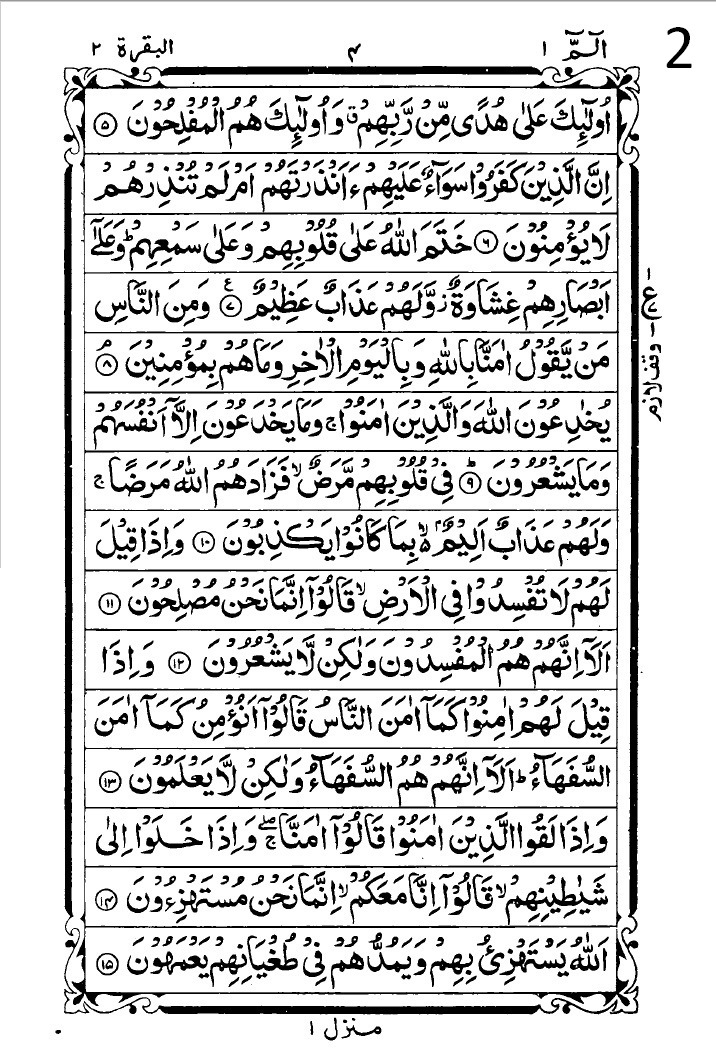 2
الٓمّٓ ١ ٤ البقرة ٢
اُولٰٓئِكَ عَلٰى هُدًى مِّنْ رَّبِّهِمْ ۗ وَاُولٰٓئِكَ هُمُ الْمُفْلِحُوْنَ ﴿٥﴾
اِنَّ الَّذِيْنَ كَفَرُوْا سَوَآءٌ عَلَيْهِمْ ءَاَنْذَرْتَهُمْ اَمْ لَمْ تُنْذِرْهُمْ
لَا يُؤْمِنُوْنَ ﴿٦﴾ خَتَمَ اللّٰهُ عَلٰى قُلُوْبِهِمْ وَعَلٰى سَمْعِهِمْ ؕ وَعَلٰٓى
اَبْصَارِهِمْ غِشَاوَةٌ ز وَّلَهُمْ عَذَابٌ عَظِيْمٌ ﴿٧﴾ ع وَمِنَ النَّاسِ
مَنْ يَّقُوْلُ اٰمَنَّا بِاللّٰهِ وَبِالْيَوْمِ الْاٰخِرِ وَمَا هُمْ بِمُؤْمِنِيْنَ ﴿٨﴾ ۘ
يُخٰدِعُوْنَ اللّٰهَ وَالَّذِيْنَ اٰمَنُوْا ۚ وَمَا يَخْدَعُوْنَ اِلَّآ اَنْفُسَهُمْ
وَمَا يَشْعُرُوْنَ ﴿٩﴾ ؕ فِيْ قُلُوْبِهِمْ مَّرَضٌ ۙ فَزَادَهُمُ اللّٰهُ مَرَضًا ۚ
وَلَهُمْ عَذَابٌ اَلِيْمٌ ۢ ۙ بِمَا كَانُوْا يَكْذِبُوْنَ ﴿١٠﴾ وَاِذَا قِيْلَ
لَهُمْ لَا تُفْسِدُوْا فِي الْاَرْضِ ۙ قَالُوْٓا اِنَّمَا نَحْنُ مُصْلِحُوْنَ ﴿١١﴾
اَلَآ اِنَّهُمْ هُمُ الْمُفْسِدُوْنَ وَلٰكِنْ لَّا يَشْعُرُوْنَ ﴿١٢﴾ وَاِذَا
قِيْلَ لَهُمْ اٰمِنُوْا كَمَآ اٰمَنَ النَّاسُ قَالُوْٓا اَنُؤْمِنُ كَمَآ اٰمَنَ
السُّفَهَآءُ ؕ اَلَآ اِنَّهُمْ هُمُ السُّفَهَآءُ وَلٰكِنْ لَّا يَعْلَمُوْنَ ﴿١٣﴾
وَاِذَا لَقُوا الَّذِيْنَ اٰمَنُوْا قَالُوْٓا اٰمَنَّا ۚ ۖ وَاِذَا خَلَوْا اِلٰى
شَيٰطِيْنِهِمْ ۙ قَالُوْٓا اِنَّا مَعَكُمْ ۙ اِنَّمَا نَحْنُ مُسْتَهْزِءُوْنَ ﴿١٤﴾
اَللّٰهُ يَسْتَهْزِئُ بِهِمْ وَيَمُدُّهُمْ فِيْ طُغْيَانِهِمْ يَعْمَهُوْنَ ﴿١٥﴾
ع
وقف لازم
منزل ١